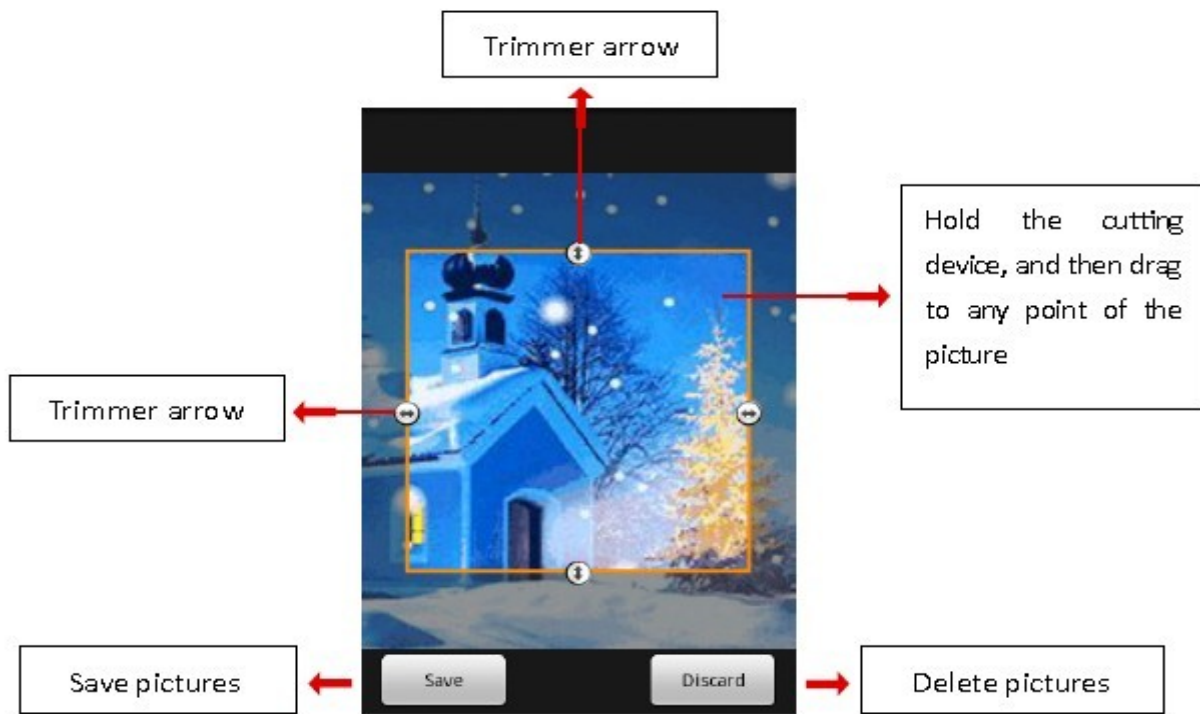 Trimmer arrow
Hold the cutting
device, and then drag
to any point of the
picture
Trimmer arrow
Save pictures
Save
Discard
Delete pictures